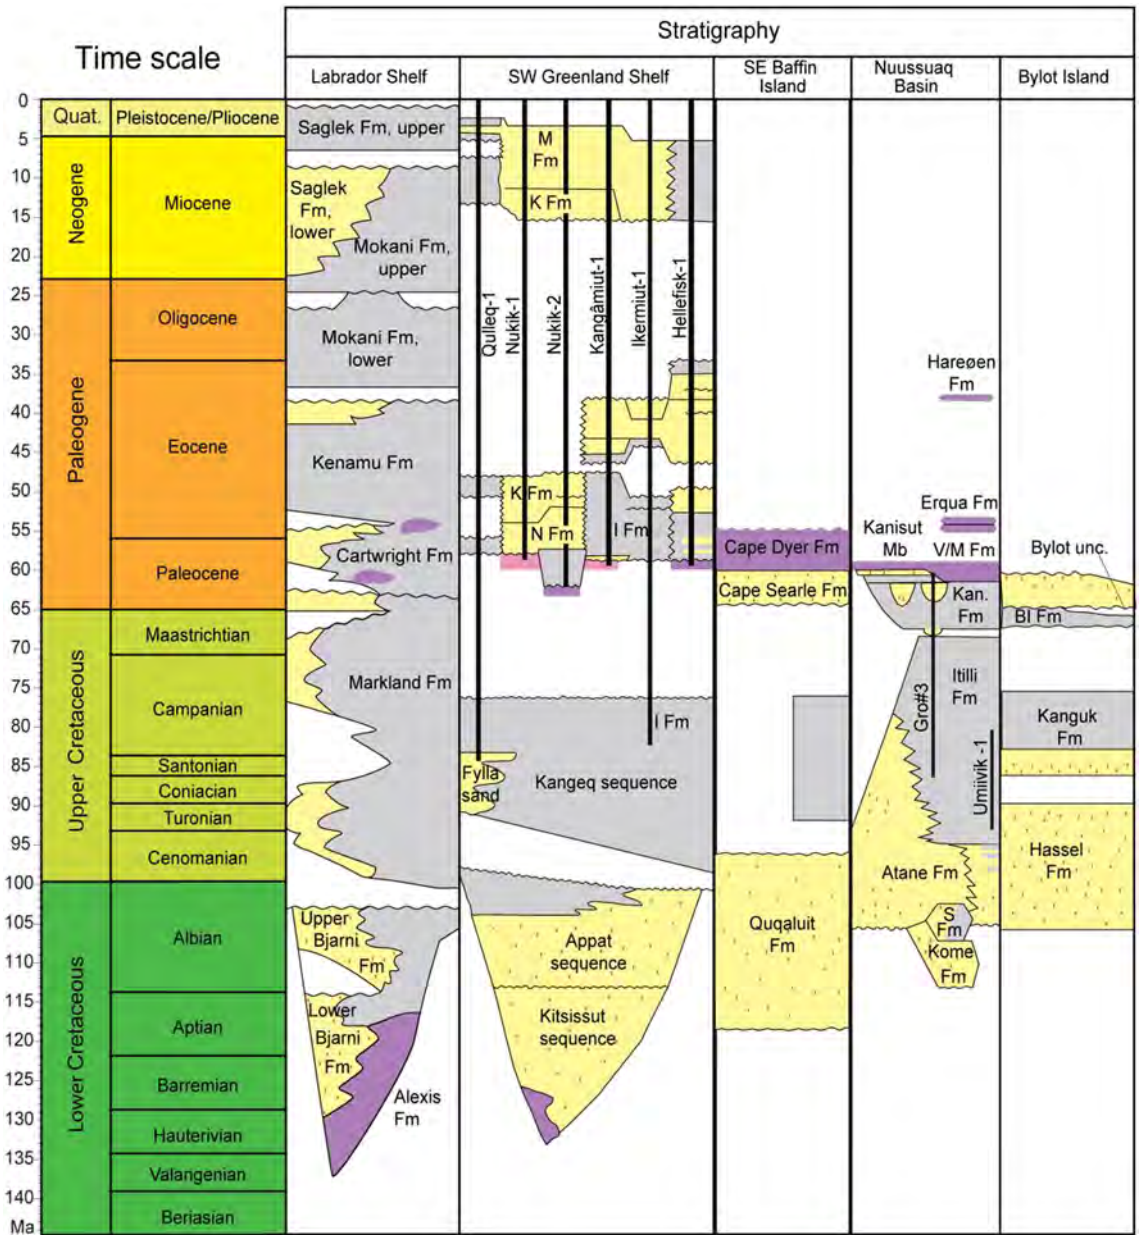 Time scale
Stratigraphy
Labrador Shelf
SW Greenland Shelf
SE Baffin
Island
Nuussuaq
Basin
Bylot Island
0
5
10
15
20
25
30
35
40
45
50
55
60
65
70
75
80
85
90
95
100
105
110
115
120
125
130
135
140
Ma
Quat.
Neogene
Paleogene
Upper Cretaceous
Lower Cretaceous
Pleistocene/Pliocene
Miocene
Oligocene
Eocene
Paleocene
Maastrichtian
Campanian
Santonian
Coniacian
Turonian
Cenomanian
Albian
Aptian
Barremian
Hauterivian
Valangenian
Beriasian
Saglek Fm, upper
Saglek
Fm,
lower
Mokani Fm,
upper
Mokani Fm,
lower
Kenamu Fm
Cartwright Fm
Markland Fm
Upper
Bjarni
Fm
Lower
Bjarni
Fm
Alexis
Fm
M
Fm
K Fm
Qulleq-1
Nukik-1
Nukik-2
Kangâmiut-1
Ikermiut-1
Hellefisk-1
K Fm
N Fm
I Fm
I Fm
Fylla
sand
Kangeq sequence
Appat
sequence
Kitsissut
sequence
Cape Dyer Fm
Cape Searle Fm
Quqaluit
Fm
Hareøen
Fm
Erqua Fm
Kanisut
Mb
V/M Fm
Kan.
Fm
Itilli
Fm
Gro#3
Umiivik -1
Atane Fm
S
Fm
Kome
Fm
Bylot unc.
BI Fm
Kanguk
Fm
Hassel
Fm